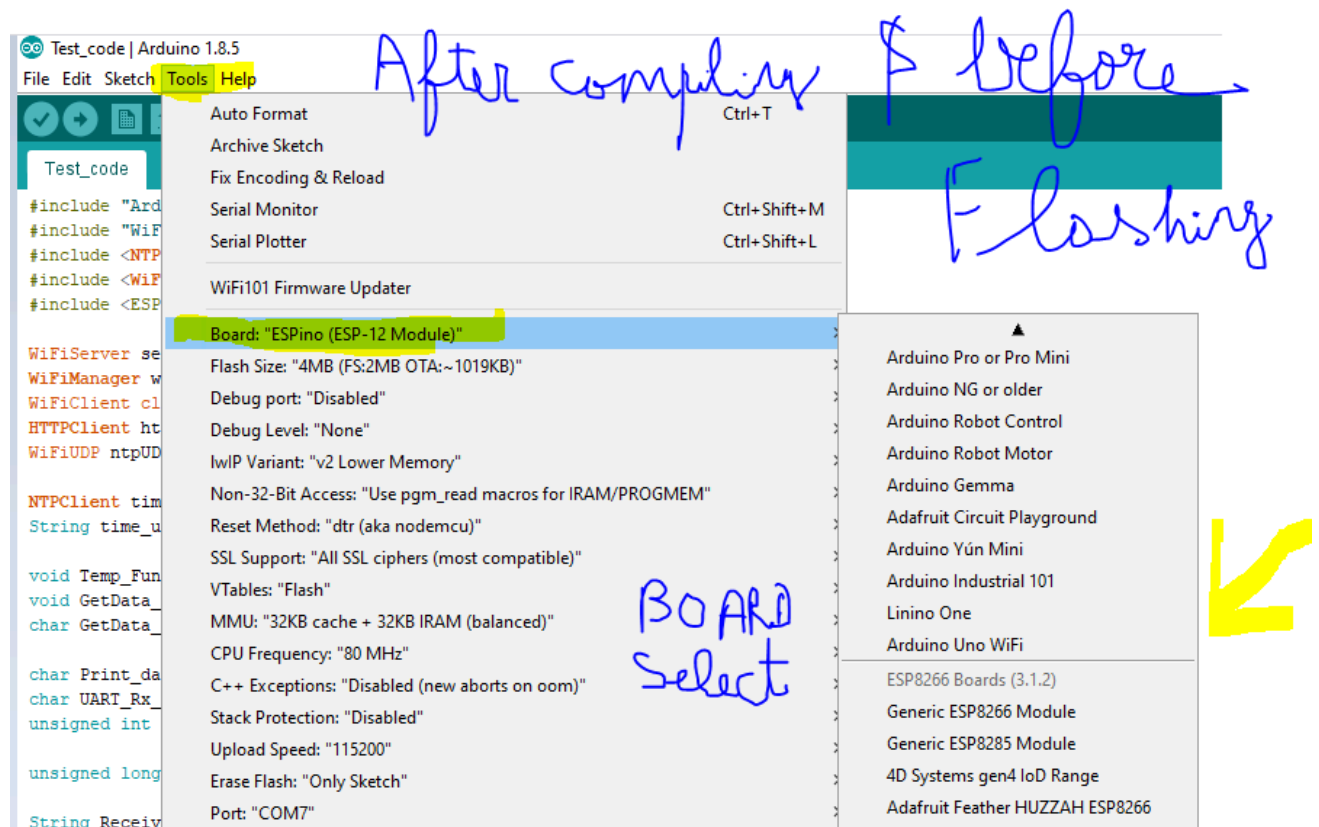 Test_code | Arduino 1.8.5
File Edit Sketch Tools Help
After compiling & before
Flashing
Auto Format Ctrl+T
Archive Sketch
Fix Encoding & Reload
Serial Monitor Ctrl+Shift+M
Serial Plotter Ctrl+Shift+L
WiFi101 Firmware Updater
Board: "ESPino (ESP-12 Module)"
Flash Size: "4MB (FS:2MB OTA:~1019KB)"
Debug port: "Disabled"
Debug Level: "None"
lwIP Variant: "v2 Lower Memory"
Non-32-Bit Access: "Use pgm_read macros for IRAM/PROGMEM"
Reset Method: "dtr (aka nodemcu)"
SSL Support: "All SSL ciphers (most compatible)"
VTables: "Flash"
MMU: "32KB cache + 32KB IRAM (balanced)"
CPU Frequency: "80 MHz"
C++ Exceptions: "Disabled (new aborts on oom)"
Stack Protection: "Disabled"
Upload Speed: "115200"
Erase Flash: "Only Sketch"
Port: "COM7"
BOARD
Select
Arduino Pro or Pro Mini
Arduino NG or older
Arduino Robot Control
Arduino Robot Motor
Arduino Gemma
Adafruit Circuit Playground
Arduino Yún Mini
Arduino Industrial 101
Linino One
Arduino Uno WiFi
ESP8266 Boards (3.1.2)
Generic ESP8266 Module
Generic ESP8285 Module
4D Systems gen4 IoD Range
Adafruit Feather HUZZAH ESP8266
Test_code
#include "Ard
#include "WiF
#include <NTP
#include <WiF
#include <ESP
WiFiServer se
WiFiManager w
WiFiClient cl
HTTPClient ht
WiFiUDP ntpUD
NTPClient tim
String time_u
void Temp_Fun
void GetData_
char GetData_
char Print_da
char UART_Rx_
unsigned int
unsigned long
String Receiv